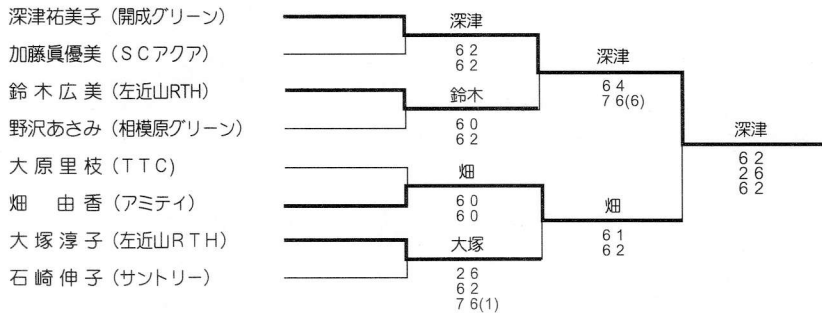 深津祐美子（開成グリーン）
加藤眞優美（ＳＣアクア）
鈴木広美（左近山RTH）
野沢あさみ（相模原グリーン）
大原里枝（ＴＴＣ）
畑　由香（アミティ）
大塚淳子（左近山ＲＴＨ）
石崎伸子（サントリー）
深津
6 2
6 2
鈴木
6 0
6 2
畑
6 0
6 0
大塚
2 6
6 2
7 6(1)
深津
6 4
7 6(6)
畑
6 1
6 2
深津
6 2
2 6
6 2